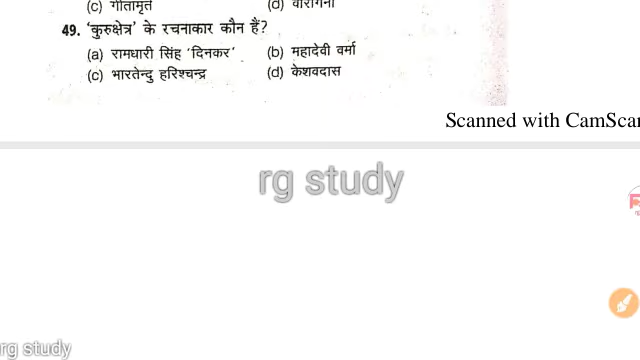 (c) गीतामृत (d) वीरांगना
49. 'कुरुक्षेत्र' के रचनाकार कौन हैं?
(a) रामधारी सिंह 'दिनकर' (b) महादेवी वर्मा
(c) भारतेन्दु हरिश्चन्द्र (d) केशवदास
Scanned with CamScar
rg study
rg study